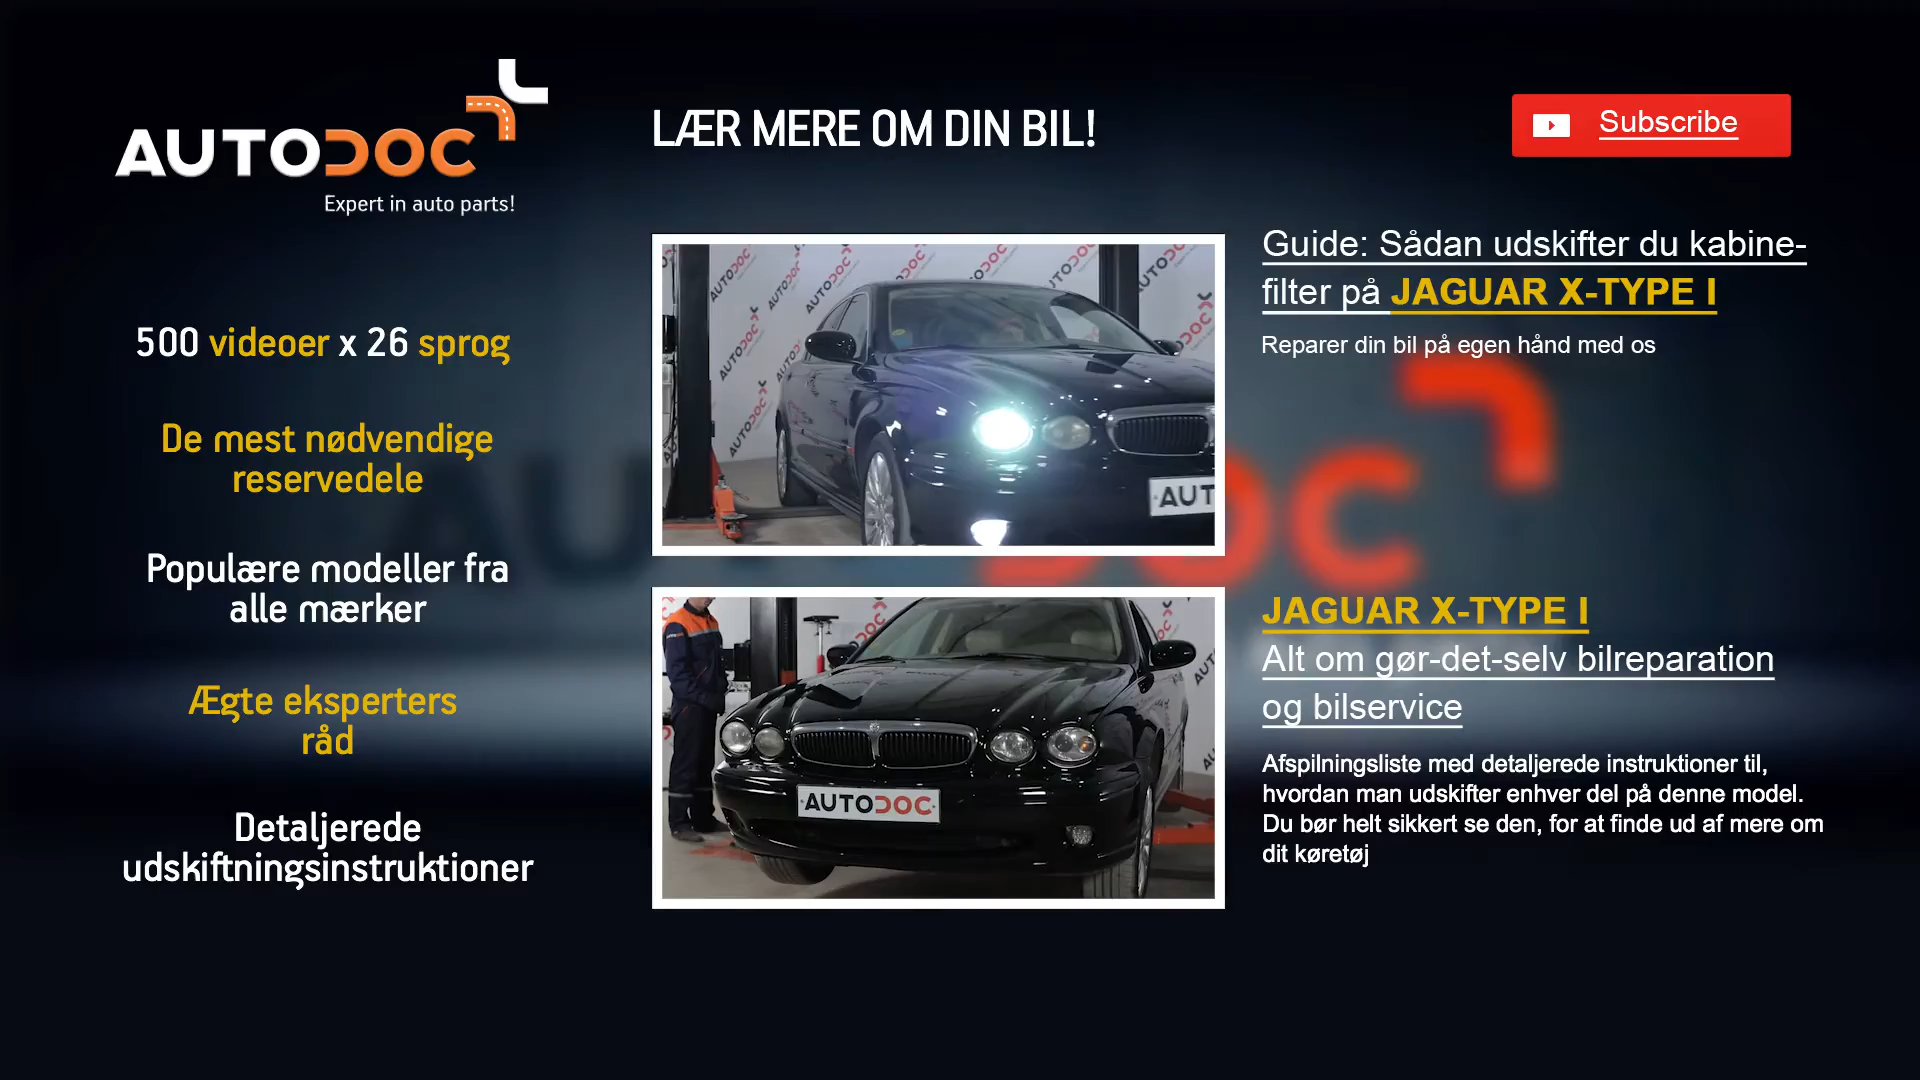 AUTODOC
Expert in auto parts!
LÆR MERE OM DIN BIL!
Subscribe
500 videoer x 26 sprog
De mest nødvendige
reservedele
Populære modeller fra
alle mærker
Ægte eksperters
råd
Detaljerede
udskiftningsinstruktioner
AUT
AUTODOC
Guide: Sådan udskifter du kabine-
filter på JAGUAR X-TYPE I
Reparer din bil på egen hånd med os
JAGUAR X-TYPE I
Alt om gør-det-selv bilreparation
og bilservice
Afspilningsliste med detaljerede instruktioner til,
hvordan man udskifter enhver del på denne model.
Du bør helt sikkert se den, for at finde ud af mere om
dit køretøj